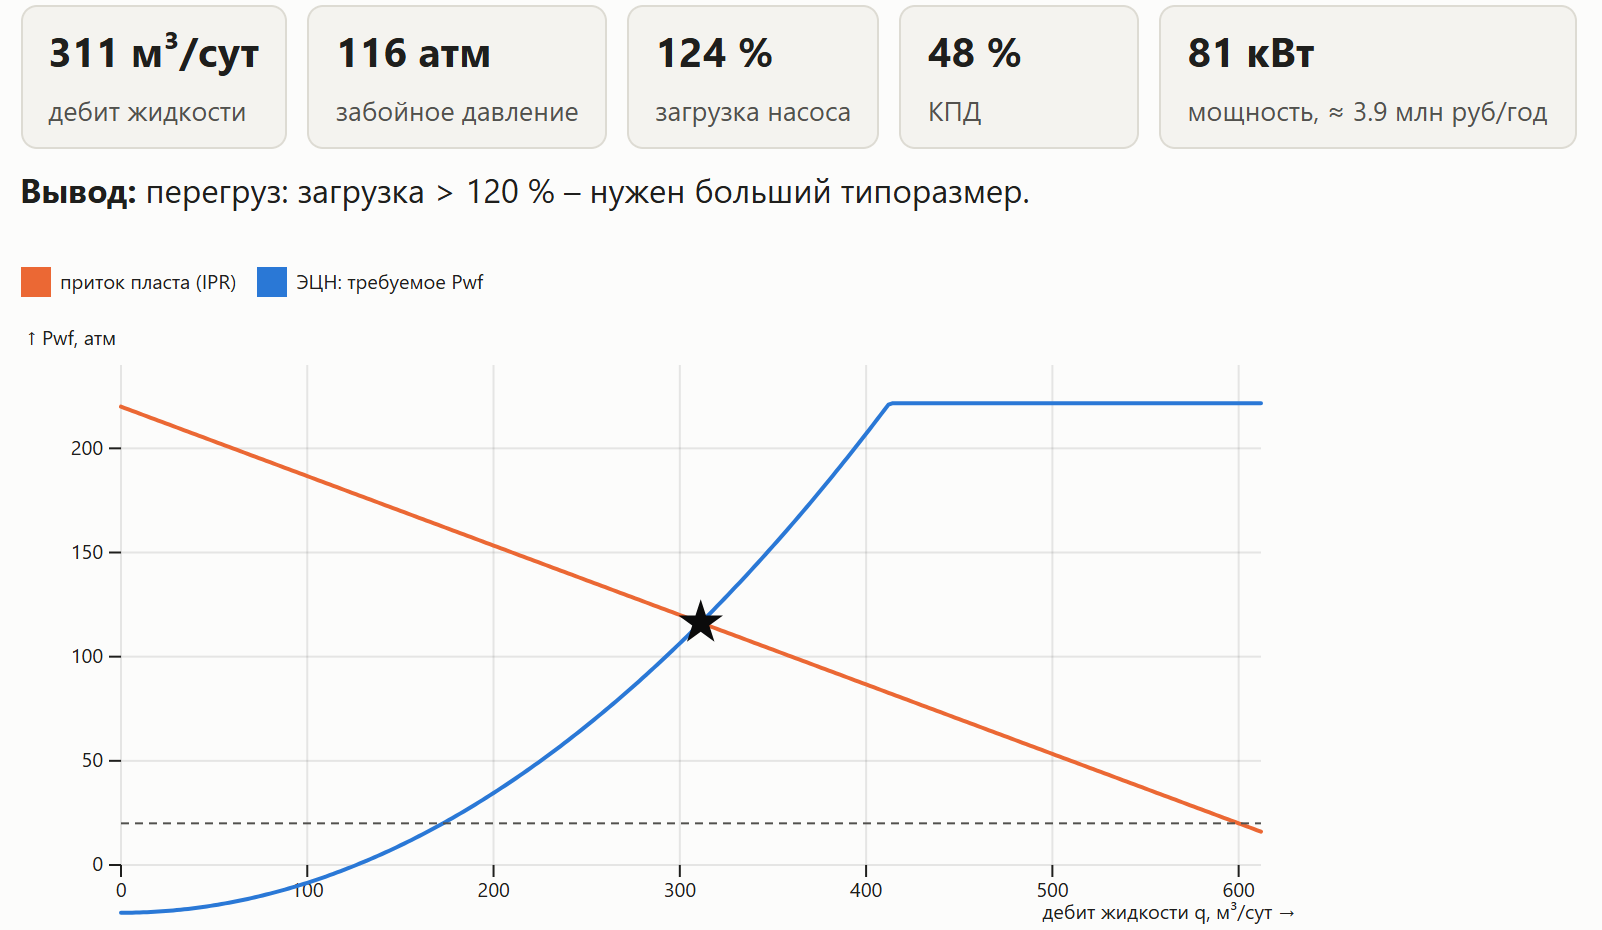 311 м³/сут
116 атм
124 %
48 %
81 кВт
дебит жидкости
забойное давление
загрузка насоса
КПД
мощность, ≈ 3.9 млн руб/год
Вывод: перегруз: загрузка > 120 % – нужен больший типоразмер.
приток пласта (IPR)
ЭЦН: требуемое Pwf
↑ Pwf, атм
200
150
100
50
0
0
100
200
300
400
500
600
дебит жидкости q, м³/сут →